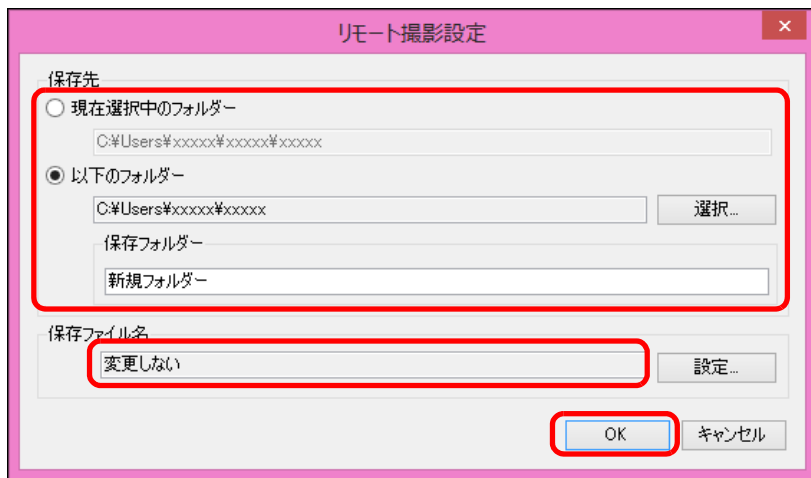 リモート撮影設定
保存先
現在選択中のフォルダー
C:¥Users¥xxxxx¥xxxxx¥xxxxx
以下のフォルダー
C:¥Users¥xxxxx¥xxxxx
選択...
保存フォルダー
新規フォルダー
保存ファイル名
変更しない
設定...
OK
キャンセル